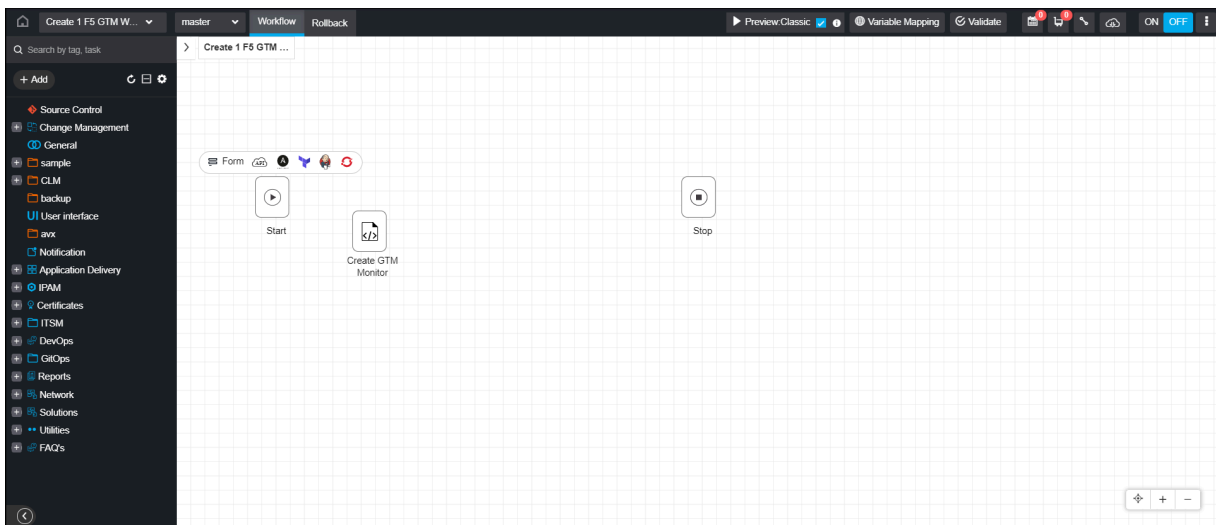 Create 1 F5 GTM W...
master
Workflow
Rollback
Preview:Classic
Variable Mapping
Validate
0
0
ON OFF
Search by tag, task
Create 1 F5 GTM ...
+ Add
Source Control
Change Management
General
sample
CLM
backup
UI User interface
avx
Notification
Application Delivery
IPAM
Certificates
ITSM
DevOps
GitOps
Reports
Network
Solutions
Utilities
FAQ's
Form
API
A
Start
Create GTM
Monitor
Stop